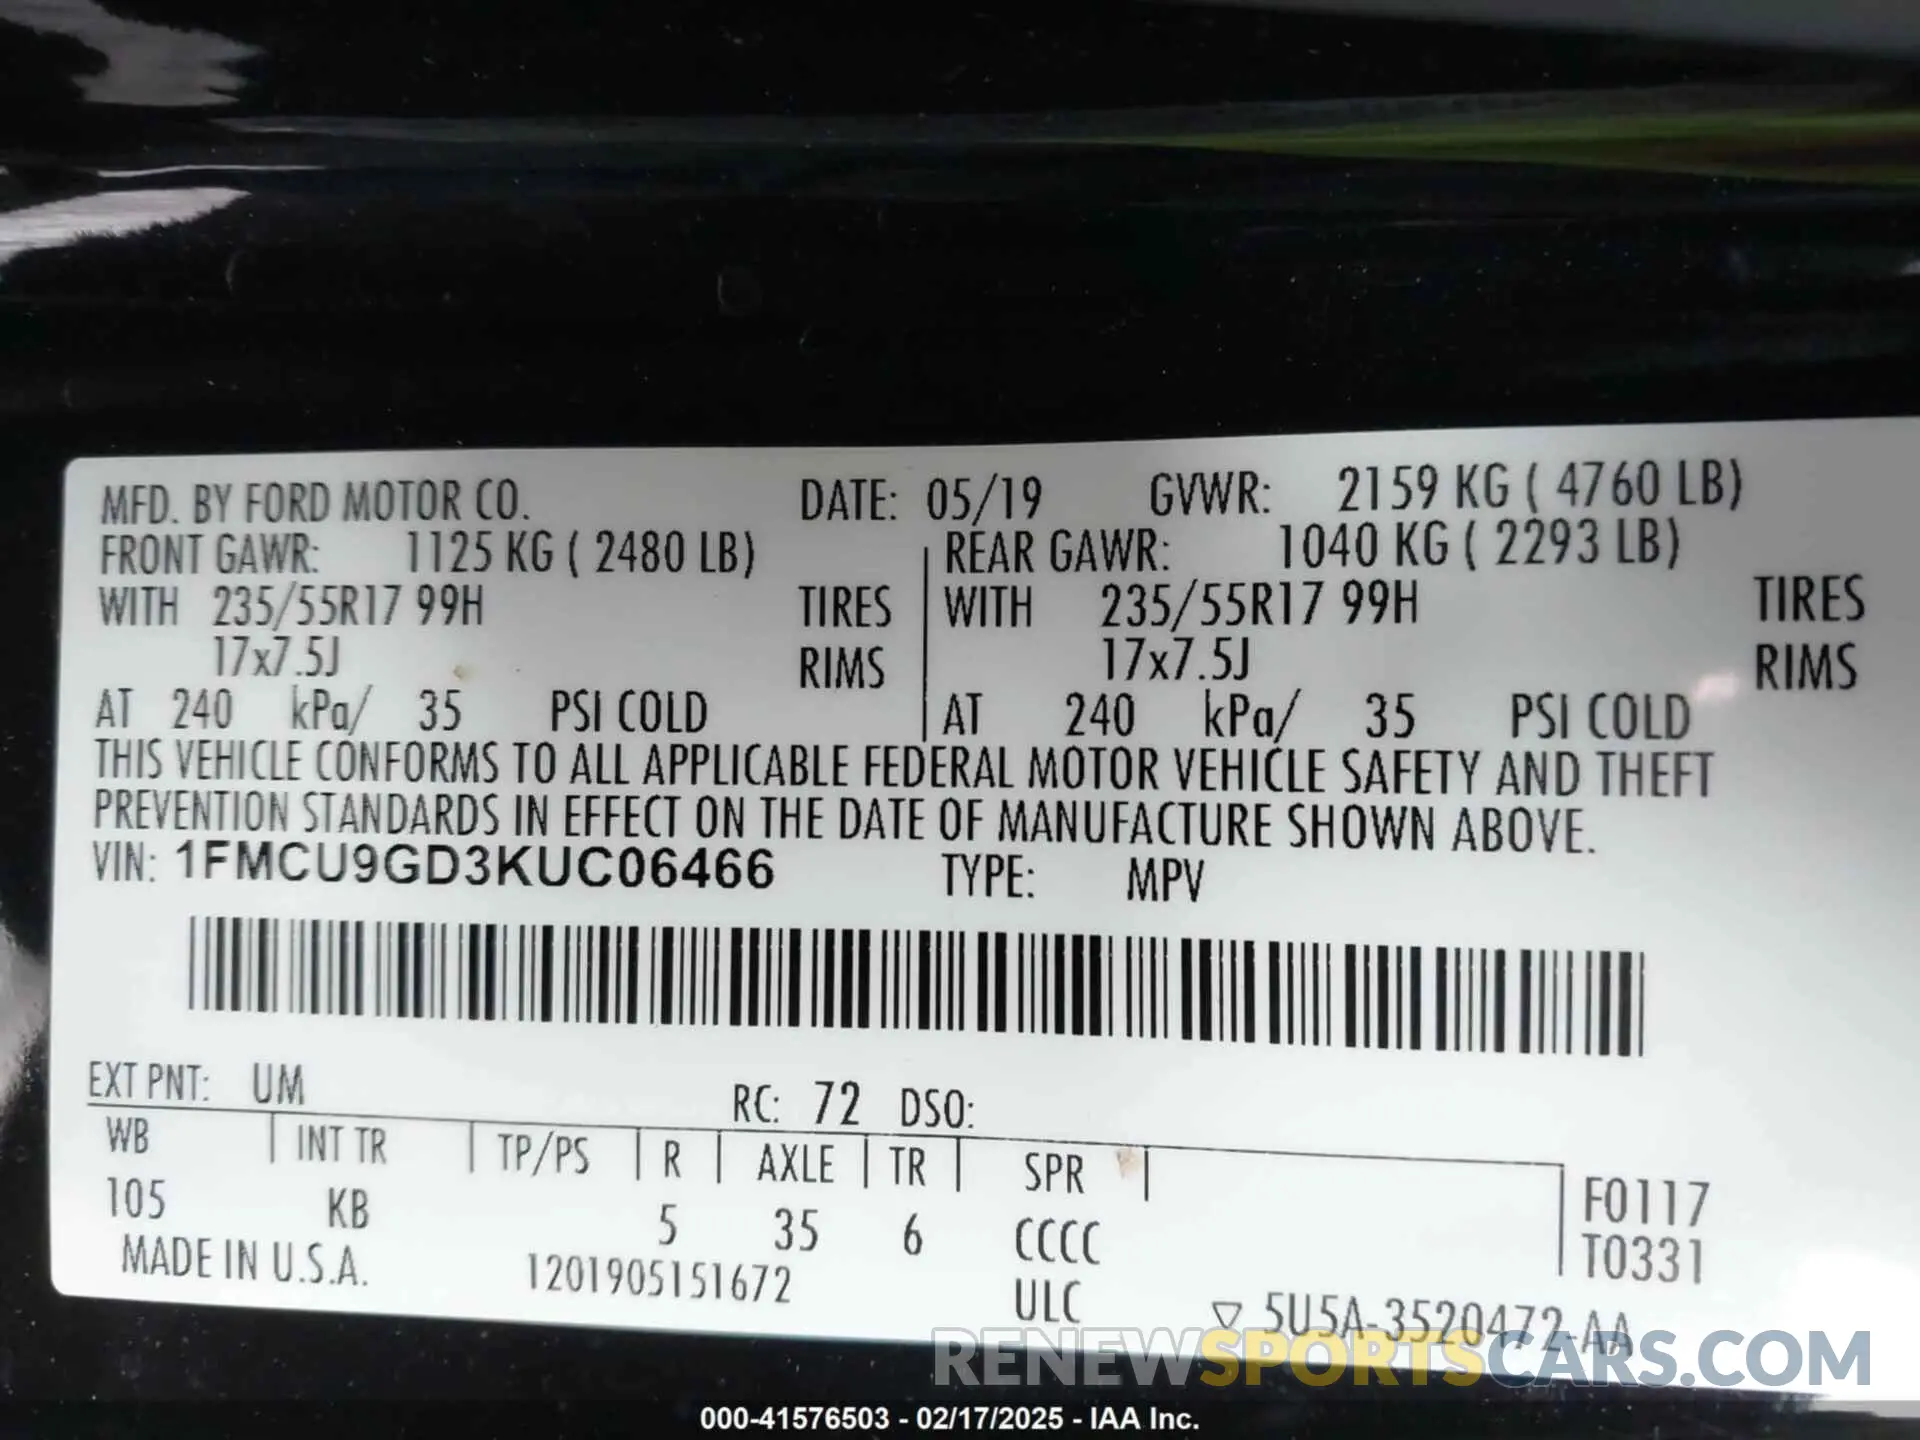 MFD. BY FORD MOTOR CO. DATE: 05/19 GVWR: 2159 KG ( 4760 LB)
FRONT GAWR: 1125 KG ( 2480 LB) REAR GAWR: 1040 KG ( 2293 LB)
WITH 235/55R17 99H TIRES WITH 235/55R17 99H TIRES
17x7.5J RIMS 17x7.5J RIMS
AT 240 kPa/ 35 PSI COLD AT 240 kPa/ 35 PSI COLD
THIS VEHICLE CONFORMS TO ALL APPLICABLE FEDERAL MOTOR VEHICLE SAFETY AND THEFT
PREVENTION STANDARDS IN EFFECT ON THE DATE OF MANUFACTURE SHOWN ABOVE.
VIN: 1FMCU9GD3KUC06466 TYPE: MPV
EXT PNT: UM RC: 72 DSO:
WB INT TR TP/PS R AXLE TR SPR
105 KB 5 35 6 CCCC F0117
T0331
MADE IN U.S.A. 1201905151672 ULC
▽ 5U5A-3520472-AA
RENEWSPORTSCARS.COM
000-41576503 - 02/17/2025 - IAA Inc.